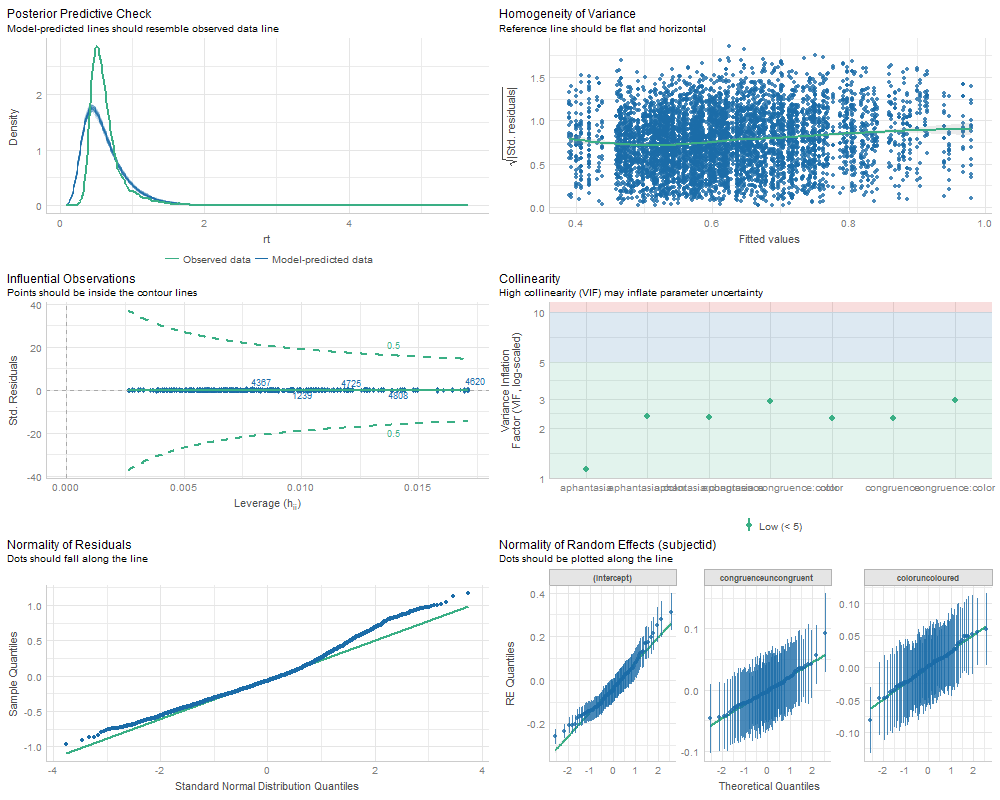 Posterior Predictive Check
Model-predicted lines should resemble observed data line
Density
2
1
0
0
2
4
rt
Observed data
Model-predicted data
Homogeneity of Variance
Reference line should be flat and horizontal
√|Std. residuals|
1.5
1.0
0.5
0.0
0.4
0.6
0.8
1.0
Fitted values
Influential Observations
Points should be inside the contour lines
Std. Residuals
40
20
0
-20
-40
0.5
4367
4725
4620
1239
4808
0.5
0.000
0.005
0.010
0.015
Leverage (hii)
Collinearity
High collinearity (VIF) may inflate parameter uncertainty
Variance Inflation
Factor (VIF, log-scaled)
10
5
3
2
1
aphantasia
congruence
congruence:color
Low (< 5)
Normality of Residuals
Dots should fall along the line
Sample Quantiles
1.0
0.5
0.0
-0.5
-1.0
-4
-2
0
2
4
Standard Normal Distribution Quantiles
Normality of Random Effects (subjectid)
Dots should be plotted along the line
(Intercept)
congruenceuncongruent
coloruncoloured
RE Quantiles
0.4
0.2
0.0
-0.2
0.1
0.0
-0.1
0.10
0.05
0.00
-0.05
-0.10
-2 -1 0 1 2
-2 -1 0 1 2
-2 -1 0 1 2
Theoretical Quantiles